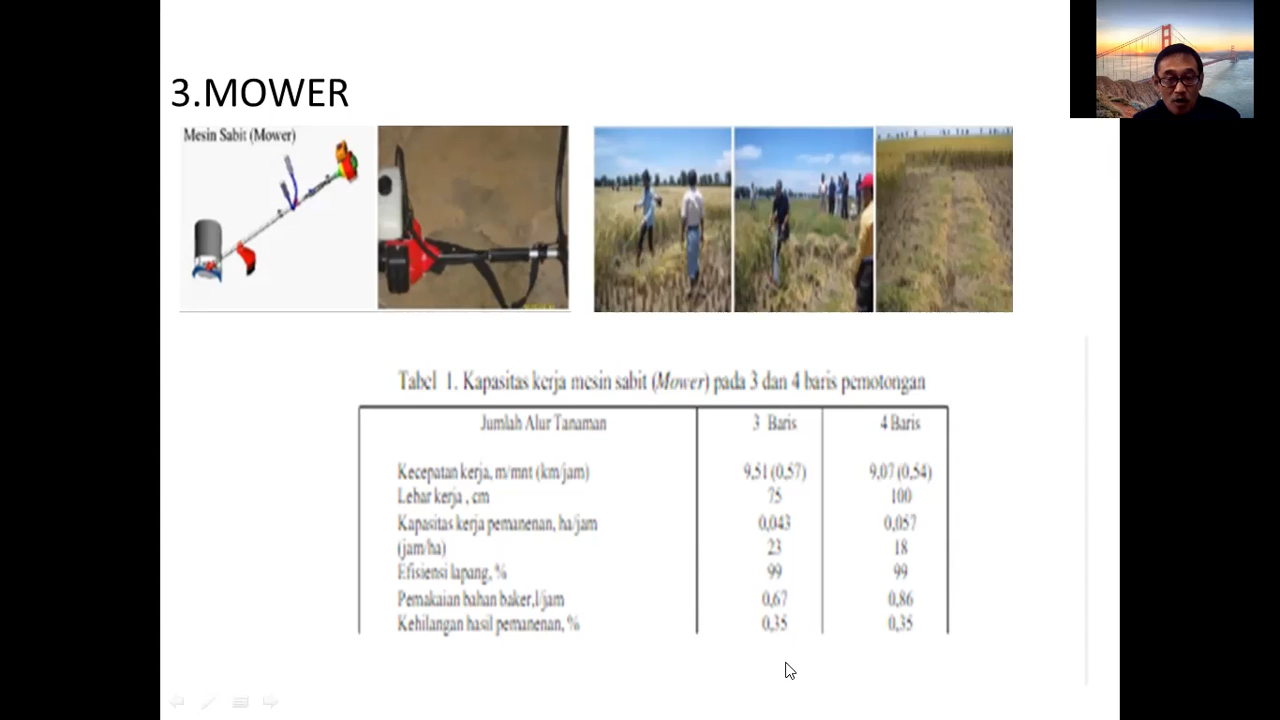 3.MOWER
Mesin Sabit (Mower)
Tabel 1. Kapasitas kerja mesin sabit (Mower) pada 3 dan 4 baris pemotongan
Jumlah Alur Tanaman 3 Baris 4 Baris
Kecepatan kerja, m/mnt (km/jam) 9,51 (0,57) 9,07 (0,54)
Lebar kerja , cm 75 100
Kapasitas kerja pemanenan, ha/jam 0,043 0,057
(jam/ha) 23 18
Efisiensi lapang, % 99 99
Pemakaian bahan baker,l/jam 0,67 0,86
Kehilangan hasil pemanenan, % 0,35 0,35